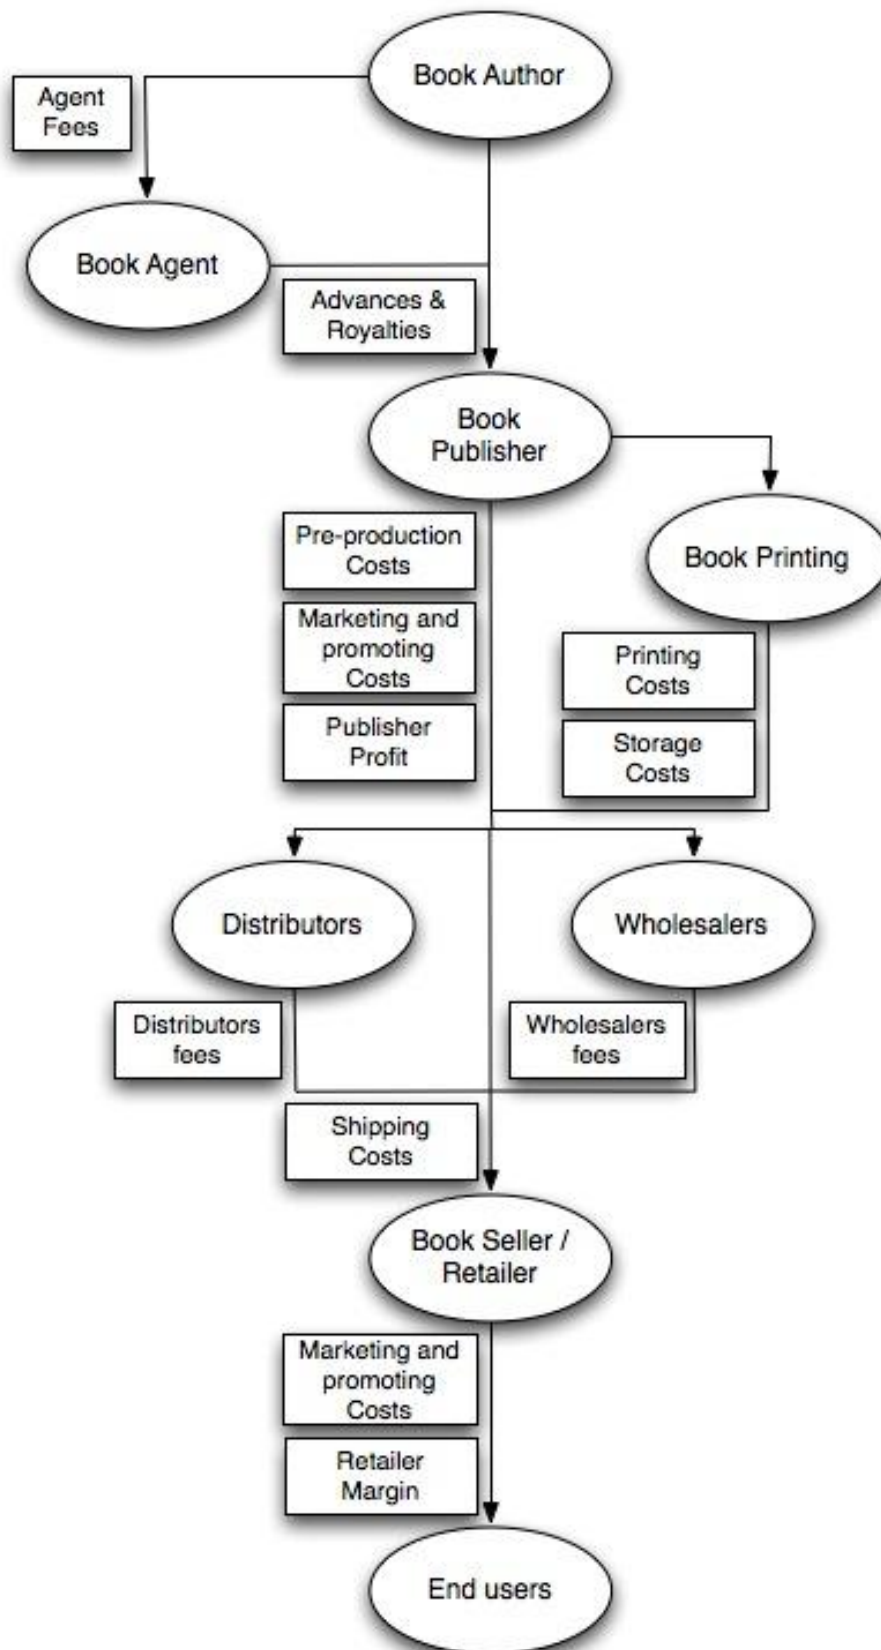 Book Author
Agent
Fees
Book Agent
Advances &
Royalties
Book
Publisher
Pre-production
Costs
Book Printing
Marketing and
promoting
Costs
Printing
Costs
Publisher
Profit
Storage
Costs
Distributors
Wholesalers
Distributors
fees
Wholesalers
fees
Shipping
Costs
Book Seller /
Retailer
Marketing and
promoting
Costs
Retailer
Margin
End users